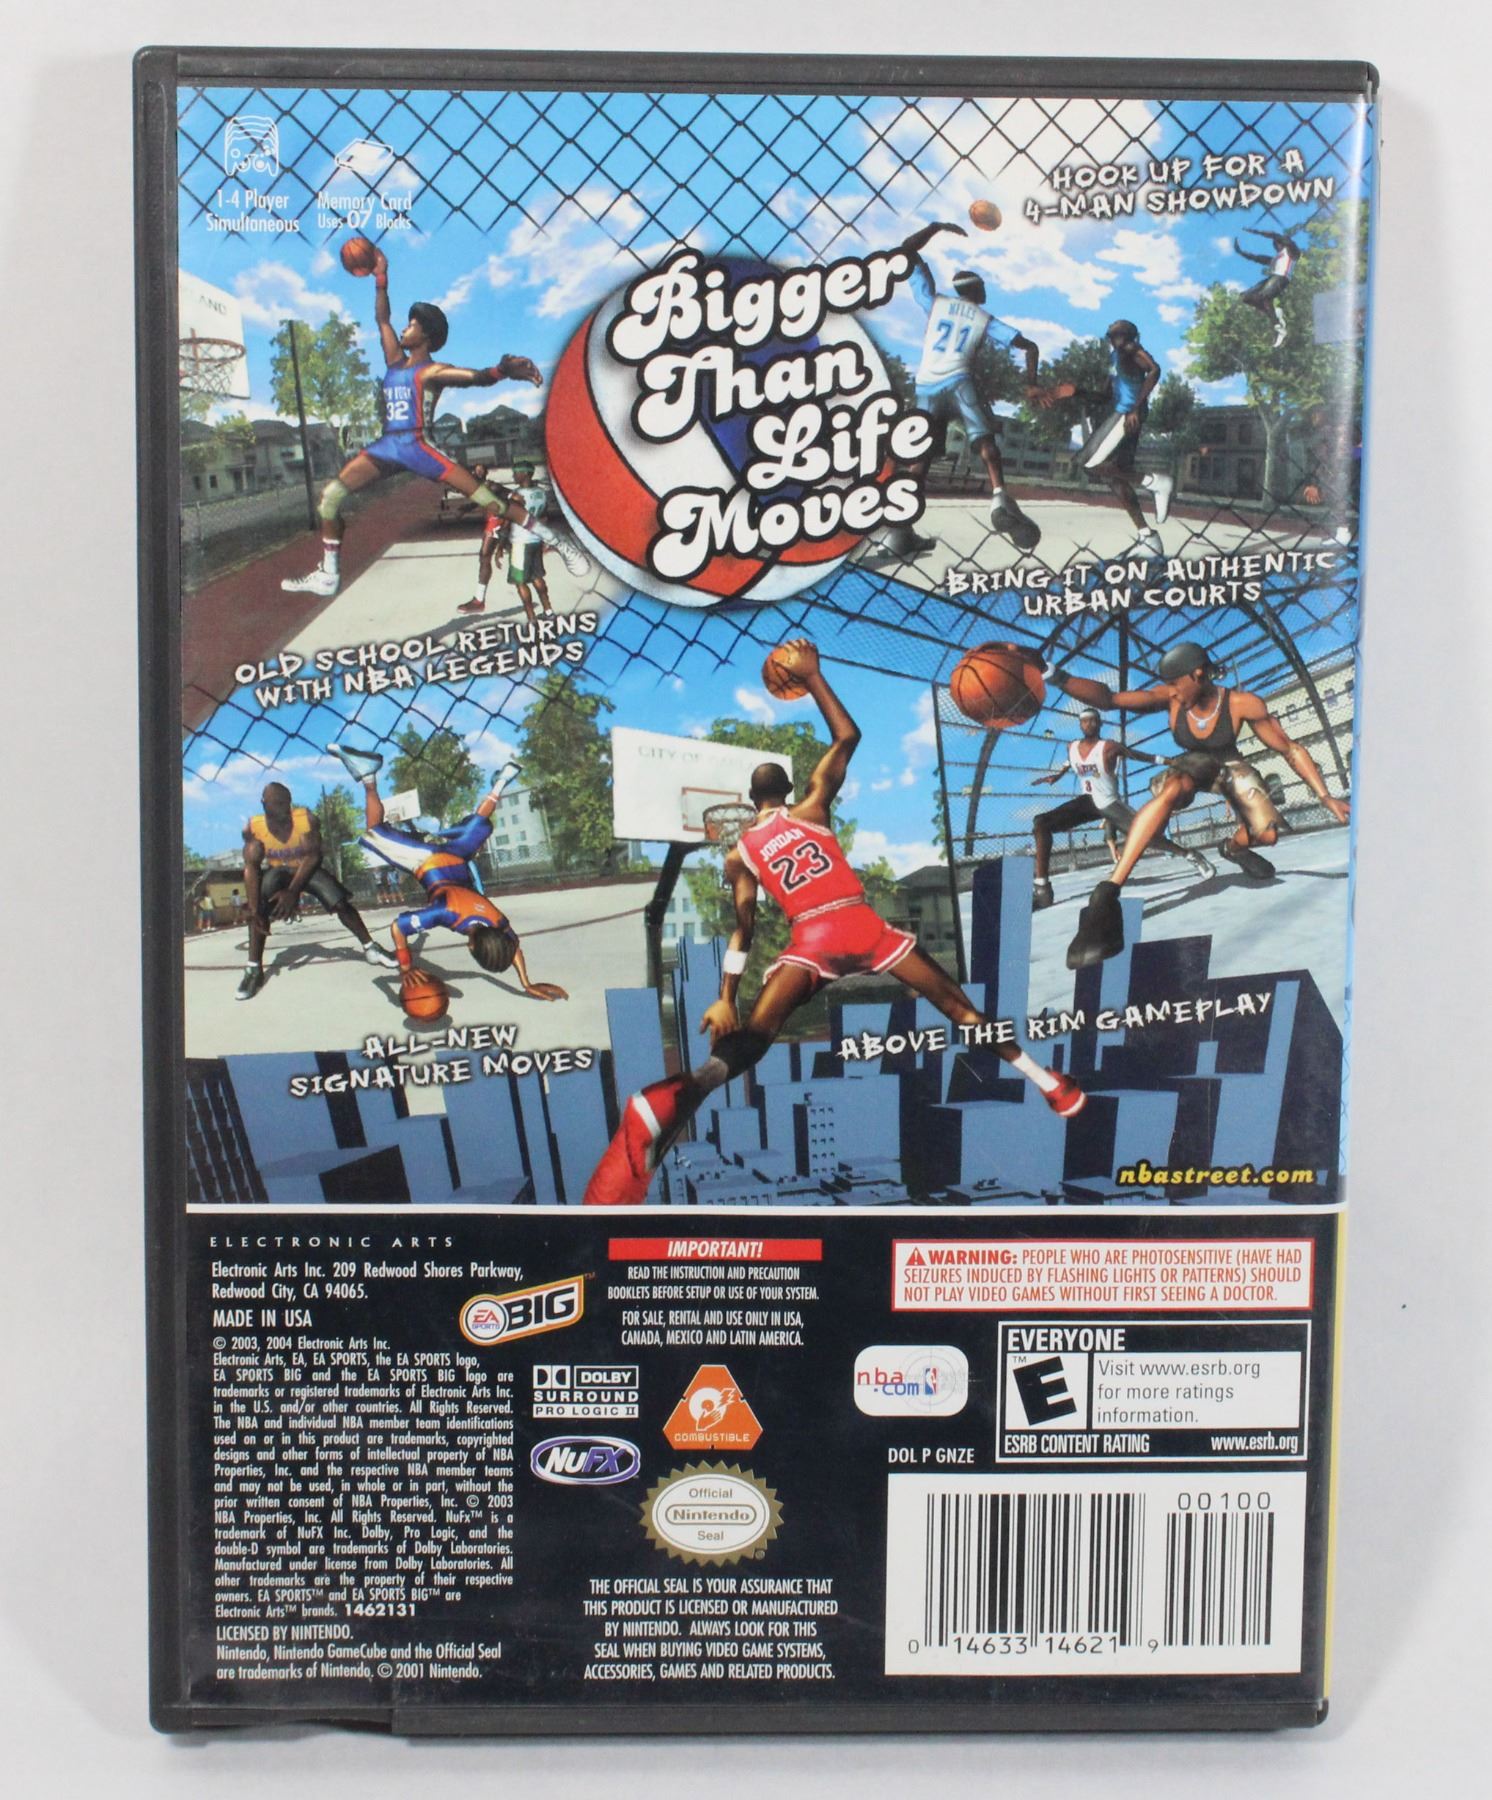 1-4 Player
Simultaneous
Memory Card
Uses 07 Blocks
HOOK UP FOR A
4-MAN SHOWDOWN
Bigger
Than
Life
Moves
32
21
OLD SCHOOL RETURNS
WITH NBA LEGENDS
BRING IT ON AUTHENTIC
URBAN COURTS
CITY OF
JORDAN
23
ALL-NEW
SIGNATURE MOVES
ABOVE THE RIM GAMEPLAY
nbastreet.com
ELECTRONIC ARTS
Electronic Arts Inc. 209 Redwood Shores Parkway,
Redwood City, CA 94065.
MADE IN USA
© 2003, 2004 Electronic Arts Inc.
Electronic Arts, EA, EA SPORTS, the EA SPORTS logo,
EA SPORTS BIG and the EA SPORTS BIG logo are
trademarks or registered trademarks of Electronic Arts Inc.
in the U.S. and/or other countries. All Rights Reserved.
The NBA and individual NBA member team identifications
used on or in this product are trademarks, copyrighted
designs and other forms of intellectual property of NBA
Properties, Inc. and the respective NBA member teams
and may not be used, in whole or in part, without the
prior written consent of NBA Properties, Inc. © 2003
NBA Properties, Inc. All Rights Reserved. NuFX™ is a
trademark of NuFX Inc. Dolby, Pro Logic, and the
double-D symbol are trademarks of Dolby Laboratories.
Manufactured under license from Dolby Laboratories. All
other trademarks are the property of their respective
owners. EA SPORTS™ and EA SPORTS BIG™ are
Electronic Arts™ brands. 1462131
LICENSED BY NINTENDO.
Nintendo, Nintendo GameCube and the Official Seal
are trademarks of Nintendo. © 2001 Nintendo.
EA SPORTS BIG™
IMPORTANT!
READ THE INSTRUCTION AND PRECAUTION
BOOKLETS BEFORE SETUP OR USE OF YOUR SYSTEM.
FOR SALE, RENTAL AND USE ONLY IN USA,
CANADA, MEXICO AND LATIN AMERICA.
DOLBY
SURROUND
PRO LOGIC II
COMBUSTIBLE
NuFX
Official
Nintendo
Seal
THE OFFICIAL SEAL IS YOUR ASSURANCE THAT
THIS PRODUCT IS LICENSED OR MANUFACTURED
BY NINTENDO. ALWAYS LOOK FOR THIS
SEAL WHEN BUYING VIDEO GAME SYSTEMS,
ACCESSORIES, GAMES AND RELATED PRODUCTS.
WARNING: PEOPLE WHO ARE PHOTOSENSITIVE (HAVE HAD
SEIZURES INDUCED BY FLASHING LIGHTS OR PATTERNS) SHOULD
NOT PLAY VIDEO GAMES WITHOUT FIRST SEEING A DOCTOR.
nba
.com
EVERYONE
E™
Visit www.esrb.org
for more ratings
information.
ESRB CONTENT RATING www.esrb.org
DOL P GNZE
00100
0 14633 14621 9